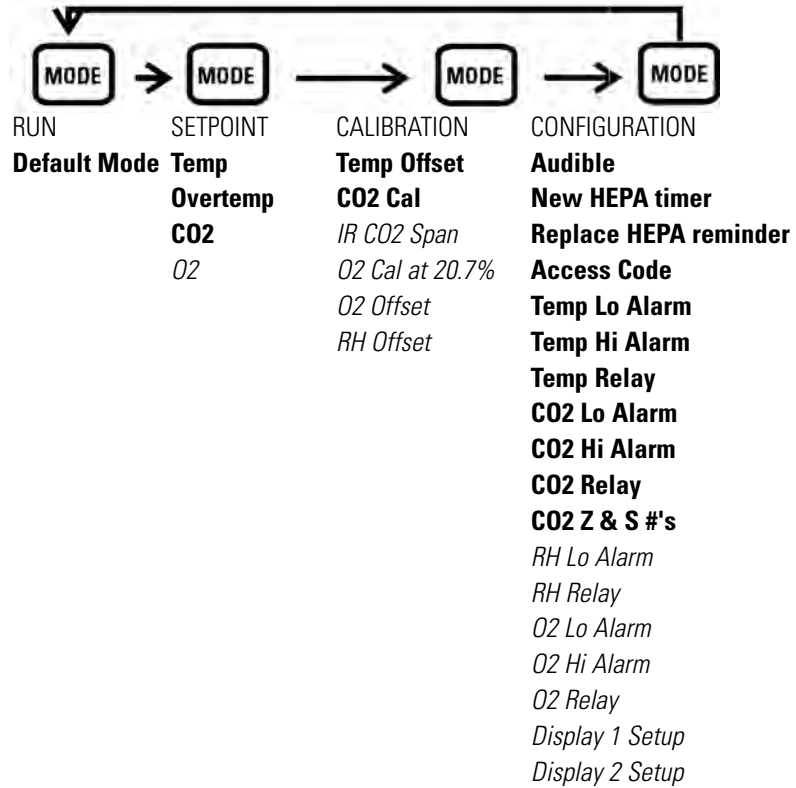 MODE MODE MODE MODE
RUN SETPOINT CALIBRATION CONFIGURATION
Default Mode Temp Temp Offset Audible
Overtemp CO2 Cal New HEPA timer
CO2 IR CO2 Span Replace HEPA reminder
O2 O2 Cal at 20.7% Access Code
O2 Offset Temp Lo Alarm
RH Offset Temp Hi Alarm
Temp Relay
CO2 Lo Alarm
CO2 Hi Alarm
CO2 Relay
CO2 Z & S #'s
RH Lo Alarm
RH Relay
O2 Lo Alarm
O2 Hi Alarm
O2 Relay
Display 1 Setup
Display 2 Setup